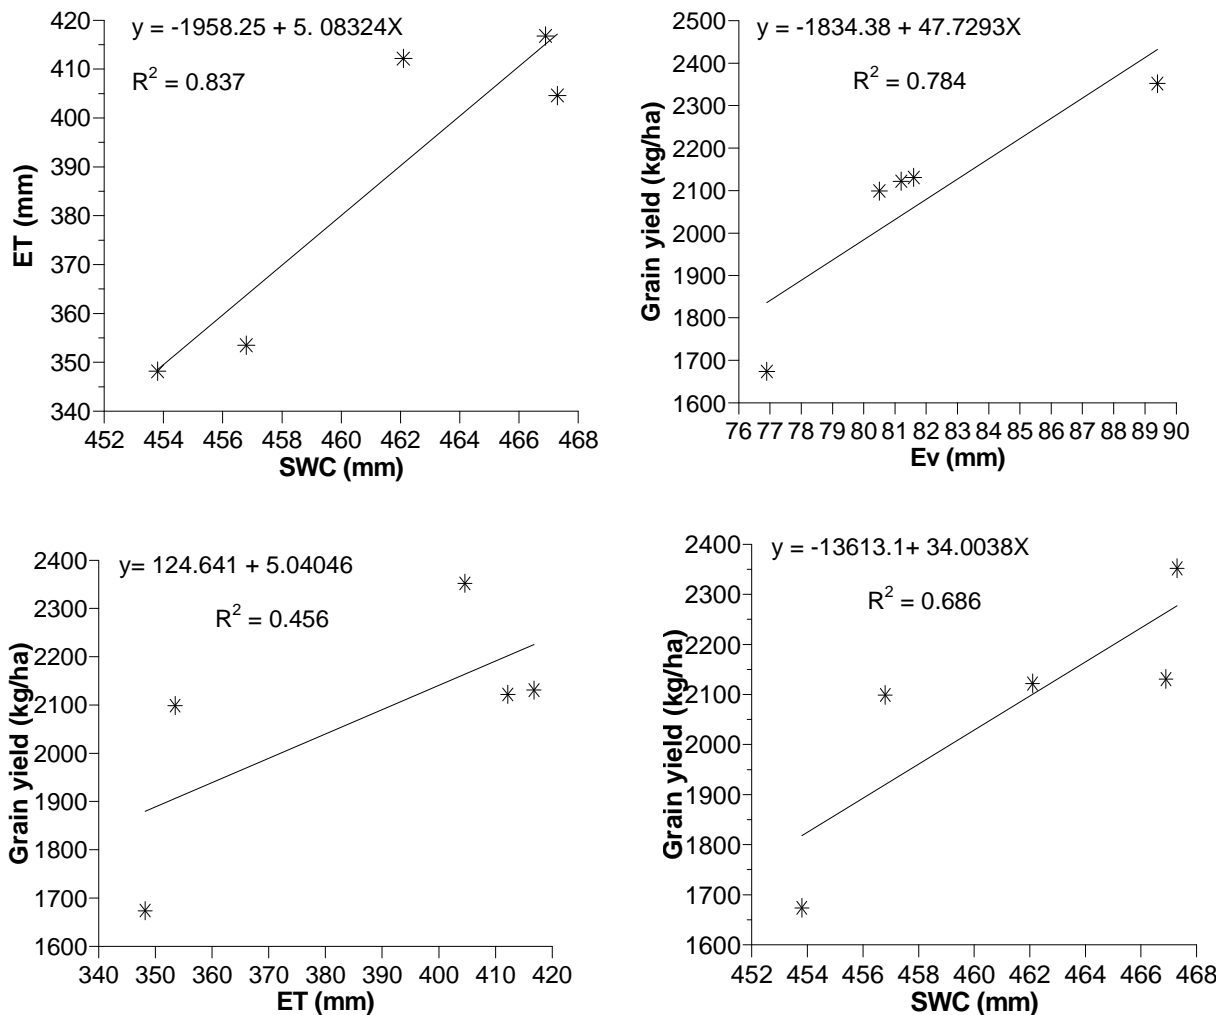 y = -1958.25 + 5. 08324X
R2 = 0.837
420
410
400
390
380
370
360
350
340
ET (mm)
452 454 456 458 460 462 464 466 468
SWC (mm)
y = -1834.38 + 47.7293X
R2 = 0.784
2500
2400
2300
2200
2100
2000
1900
1800
1700
1600
Grain yield (kg/ha)
76 77 78 79 80 81 82 83 84 85 86 87 88 89 90
Ev (mm)
y= 124.641 + 5.04046
R2 = 0.456
2400
2300
2200
2100
2000
1900
1800
1700
1600
Grain yield (kg/ha)
340 350 360 370 380 390 400 410 420
ET (mm)
y = -13613.1+ 34.0038X
R2 = 0.686
2400
2300
2200
2100
2000
1900
1800
1700
1600
Grain yield (kg/ha)
452 454 456 458 460 462 464 466 468
SWC (mm)